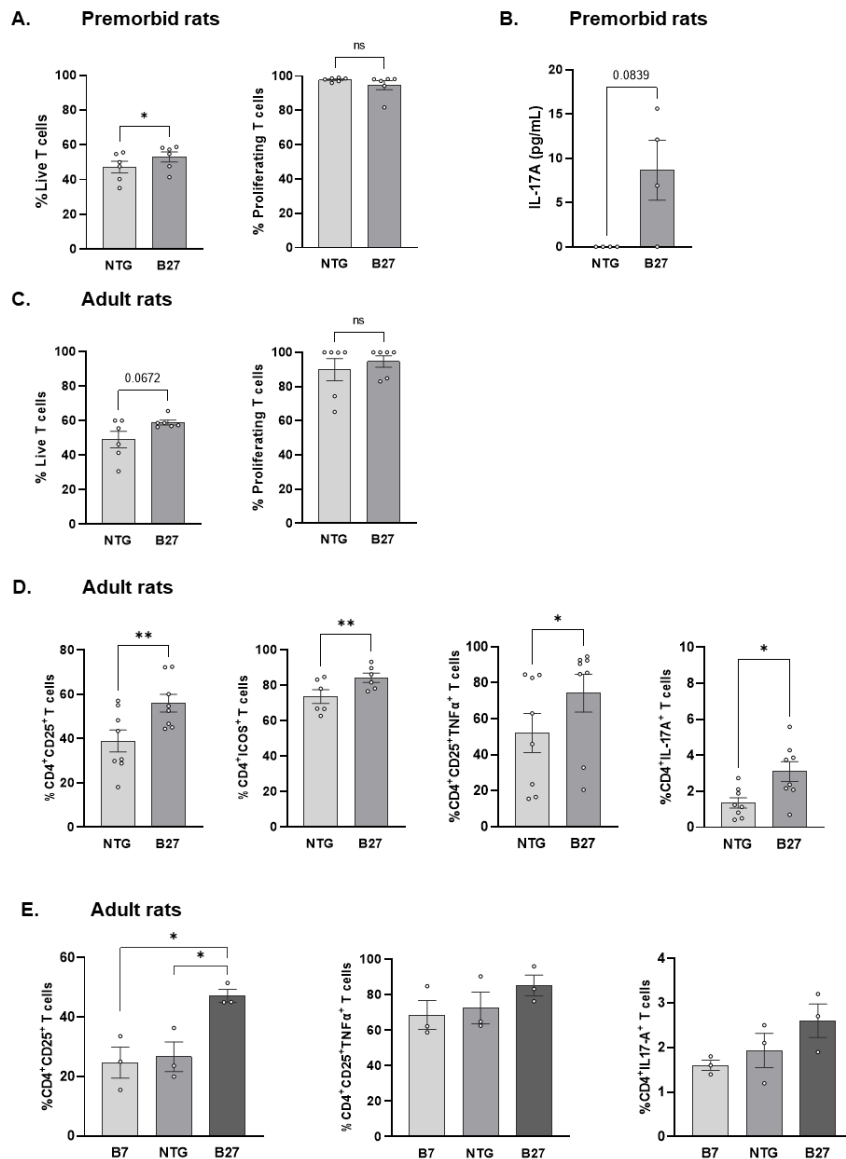 A. Premorbid rats
B. Premorbid rats
ns
*
% Live T cells
100
80
60
40
20
0
NTG B27
% Proliferating T cells
100
80
60
40
20
0
NTG B27
0.0839
IL-17A (pg/mL)
20
15
10
5
0
NTG B27
C. Adult rats
0.0672
% Live T cells
100
80
60
40
20
0
NTG B27
ns
% Proliferating T cells
100
80
60
40
20
0
NTG B27
D. Adult rats
**
% CD4+CD25+ T cells
80
60
40
20
0
NTG B27
**
% CD4+ICOS+ T cells
100
80
60
40
20
0
NTG B27
*
%CD4+CD25+TNFα+ T cells
100
80
60
40
20
0
NTG B27
*
%CD4+IL-17A+ T cells
10
8
6
4
2
0
NTG B27
E. Adult rats
*
*
%CD4+CD25+ T cells
60
40
20
0
B7 NTG B27
% CD4+CD25+TNFα+ T cells
100
80
60
40
20
0
B7 NTG B27
%CD4+IL17-A+ T cells
4
3
2
1
0
B7 NTG B27